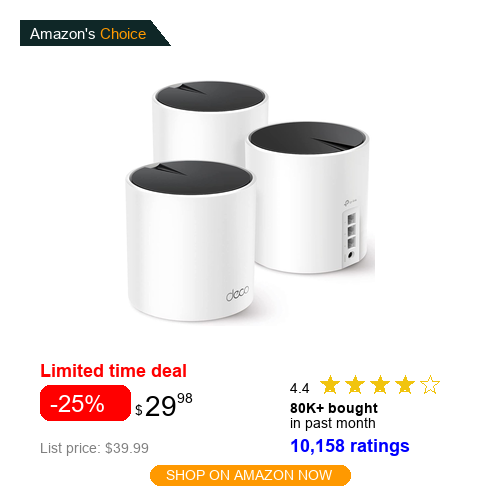 Amazon's Choice
deco
Limited time deal
-25% $29.98
List price: $39.99
4.4
80K+ bought
in past month
10,158 ratings
SHOP ON AMAZON NOW